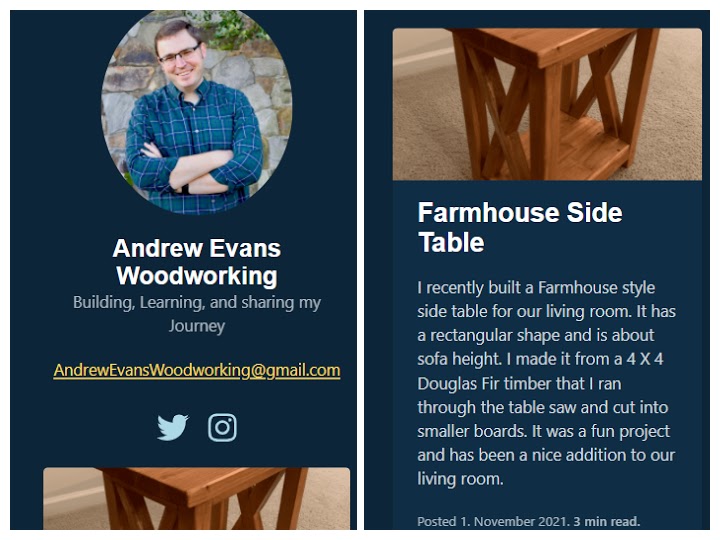 Andrew Evans
Woodworking
Building, Learning, and sharing my
Journey
AndrewEvansWoodworking@gmail.com
Farmhouse Side
Table
I recently built a Farmhouse style
side table for our living room. It has
a rectangular shape and is about
sofa height. I made it from a 4 X 4
Douglas Fir timber that I ran
through the table saw and cut into
smaller boards. It was a fun project
and has been a nice addition to our
living room.
Posted 1. November 2021. 3 min read.